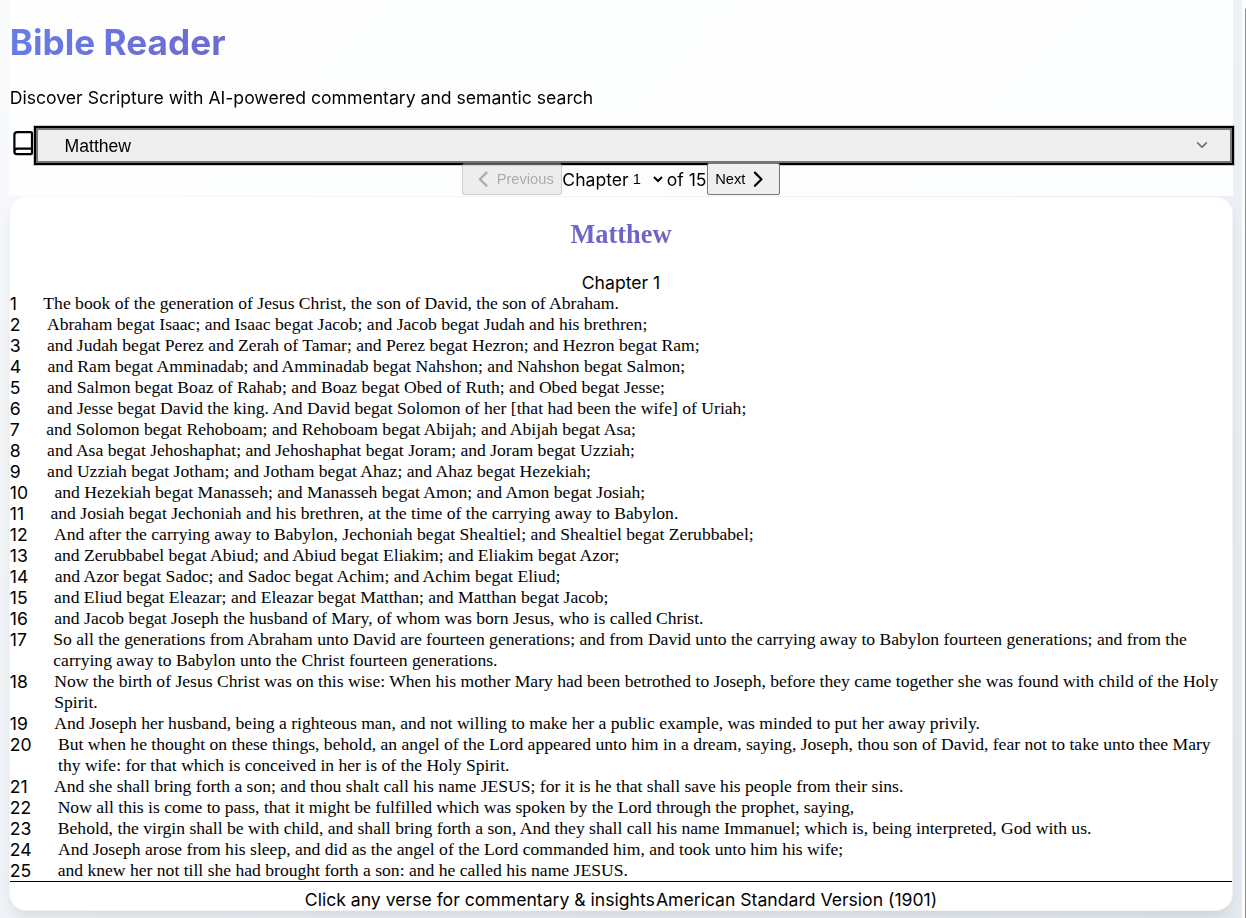 Bible Reader
Discover Scripture with AI-powered commentary and semantic search
Matthew
Previous Chapter 1 of 15 Next
Matthew
Chapter 1
1 The book of the generation of Jesus Christ, the son of David, the son of Abraham.
2 Abraham begat Isaac; and Isaac begat Jacob; and Jacob begat Judah and his brethren;
3 and Judah begat Perez and Zerah of Tamar; and Perez begat Hezron; and Hezron begat Ram;
4 and Ram begat Amminadab; and Amminadab begat Nahshon; and Nahshon begat Salmon;
5 and Salmon begat Boaz of Rahab; and Boaz begat Obed of Ruth; and Obed begat Jesse;
6 and Jesse begat David the king. And David begat Solomon of her [that had been the wife] of Uriah;
7 and Solomon begat Rehoboam; and Rehoboam begat Abijah; and Abijah begat Asa;
8 and Asa begat Jehoshaphat; and Jehoshaphat begat Joram; and Joram begat Uzziah;
9 and Uzziah begat Jotham; and Jotham begat Ahaz; and Ahaz begat Hezekiah;
10 and Hezekiah begat Manasseh; and Manasseh begat Amon; and Amon begat Josiah;
11 and Josiah begat Jechoniah and his brethren, at the time of the carrying away to Babylon.
12 And after the carrying away to Babylon, Jechoniah begat Shealtiel; and Shealtiel begat Zerubbabel;
13 and Zerubbabel begat Abiud; and Abiud begat Eliakim; and Eliakim begat Azor;
14 and Azor begat Sadoc; and Sadoc begat Achim; and Achim begat Eliud;
15 and Eliud begat Eleazar; and Eleazar begat Matthan; and Matthan begat Jacob;
16 and Jacob begat Joseph the husband of Mary, of whom was born Jesus, who is called Christ.
17 So all the generations from Abraham unto David are fourteen generations; and from David unto the carrying away to Babylon fourteen generations; and from the
carrying away to Babylon unto the Christ fourteen generations.
18 Now the birth of Jesus Christ was on this wise: When his mother Mary had been betrothed to Joseph, before they came together she was found with child of the Holy
Spirit.
19 And Joseph her husband, being a righteous man, and not willing to make her a public example, was minded to put her away privily.
20 But when he thought on these things, behold, an angel of the Lord appeared unto him in a dream, saying, Joseph, thou son of David, fear not to take unto thee Mary
thy wife: for that which is conceived in her is of the Holy Spirit.
21 And she shall bring forth a son; and thou shalt call his name JESUS; for it is he that shall save his people from their sins.
22 Now all this is come to pass, that it might be fulfilled which was spoken by the Lord through the prophet, saying,
23 Behold, the virgin shall be with child, and shall bring forth a son, And they shall call his name Immanuel; which is, being interpreted, God with us.
24 And Joseph arose from his sleep, and did as the angel of the Lord commanded him, and took unto him his wife;
25 and knew her not till she had brought forth a son: and he called his name JESUS.
Click any verse for commentary & insightsAmerican Standard Version (1901)